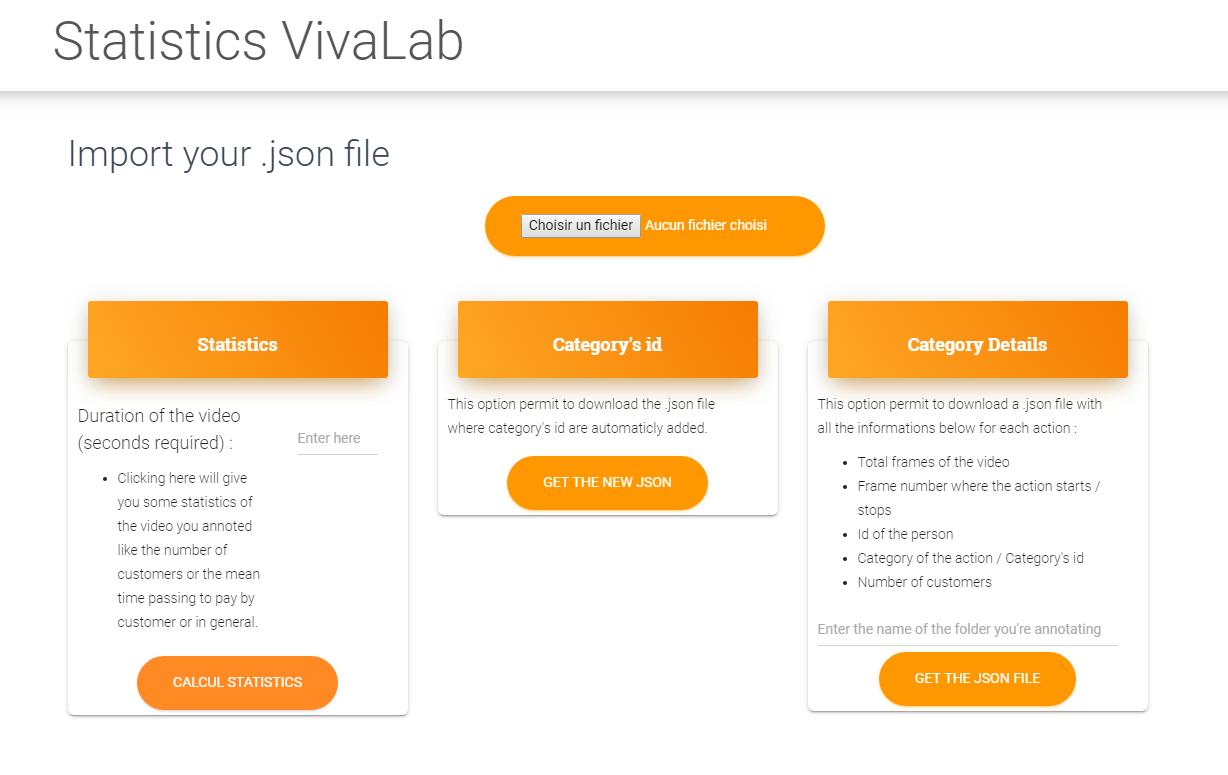 Statistics VivaLab
Import your .json file
Choisir un fichier Aucun fichier choisi
Statistics
Duration of the video
(seconds required) :
Enter here
• Clicking here will give
you some statistics of
the video you annoted
like the number of
customers or the mean
time passing to pay by
customer or in general.
CALCUL STATISTICS
Category's id
This option permit to download the .json file
where category's id are automaticly added.
GET THE NEW JSON
Category Details
This option permit to download a .json file with
all the informations below for each action :
• Total frames of the video
• Frame number where the action starts /
stops
• Id of the person
• Category of the action / Category's id
• Number of customers
Enter the name of the folder you're annotating
GET THE JSON FILE